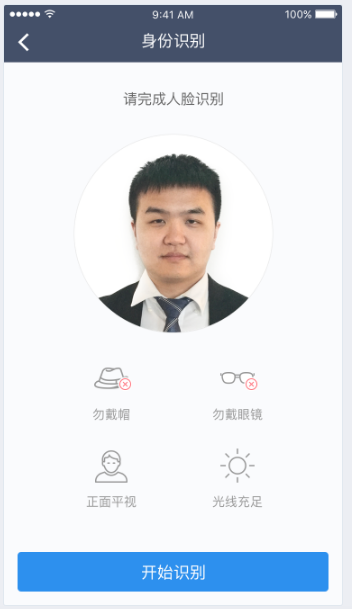 9:41 AM
100%
身份识别
请完成人脸识别
勿戴帽
勿戴眼镜
正面平视
光线充足
开始识别